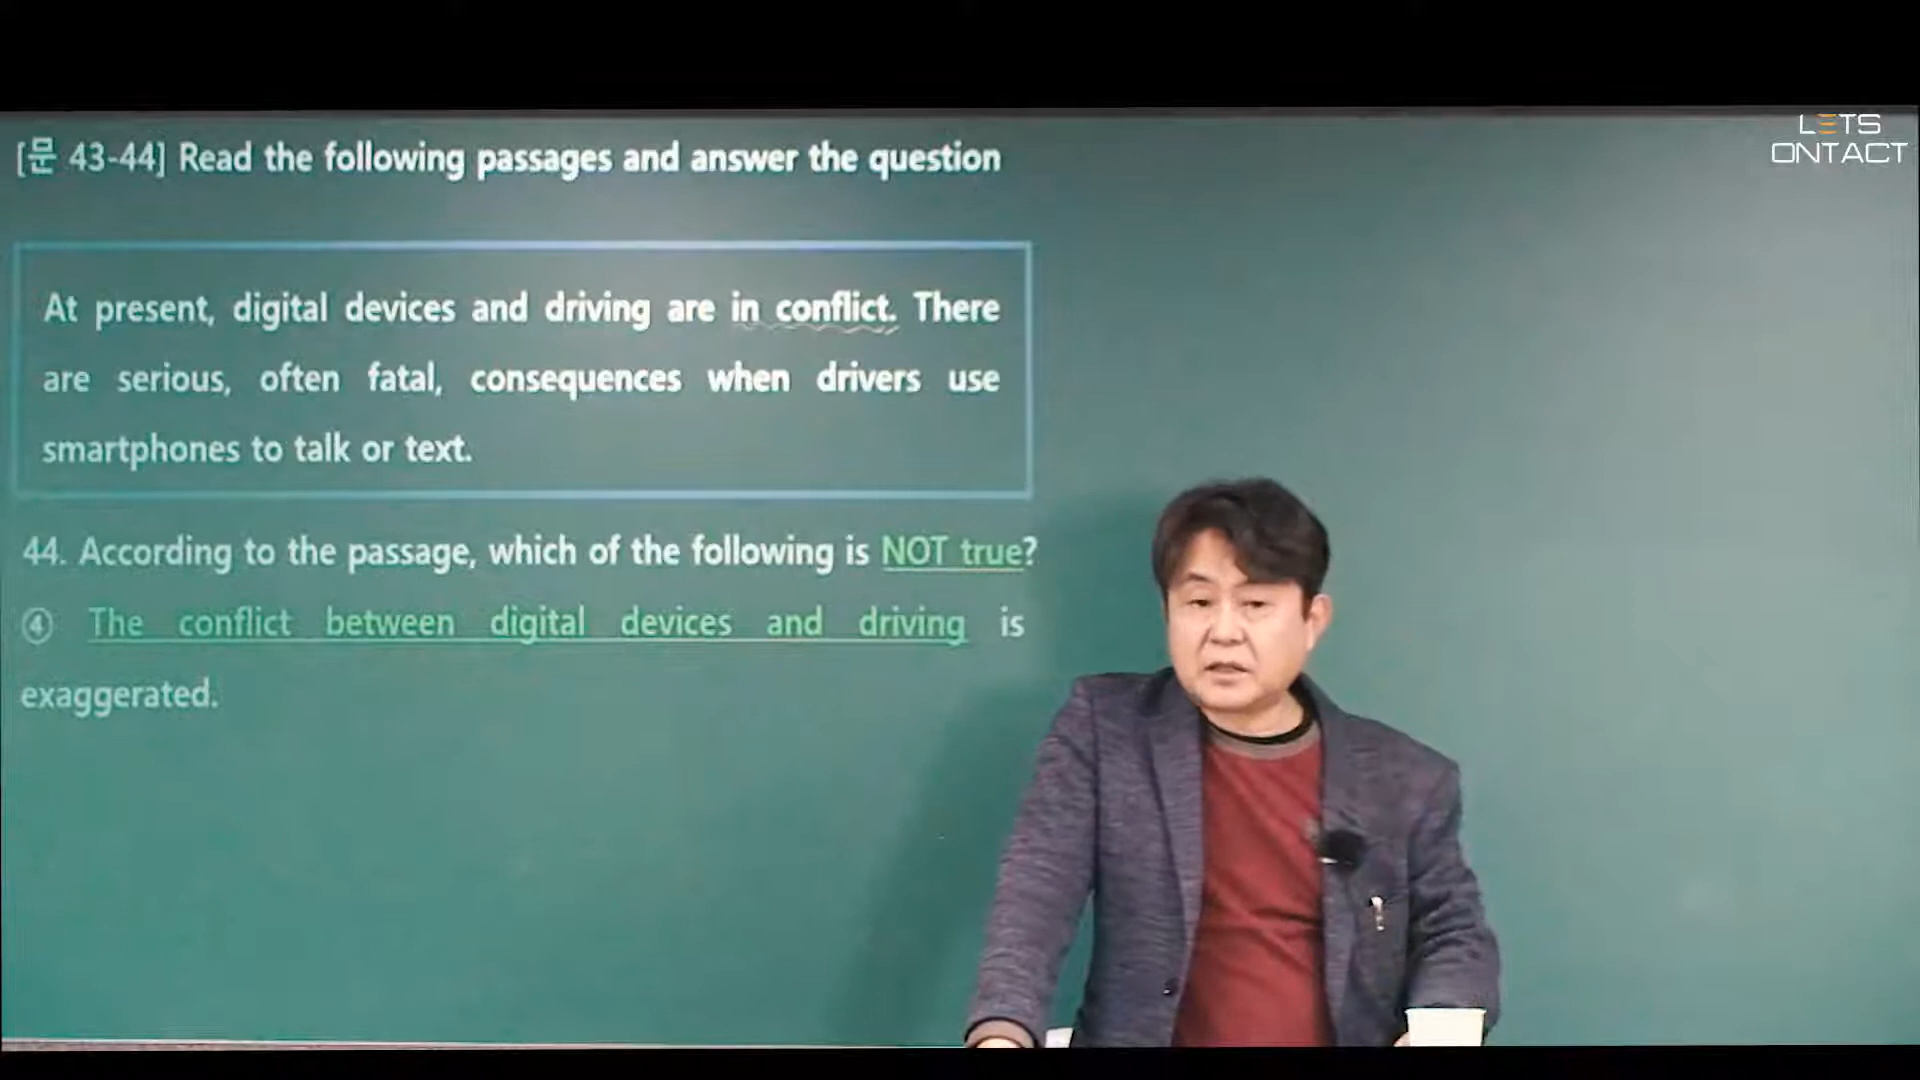 LETS
ONTACT
[문 43-44] Read the following passages and answer the question
At present, digital devices and driving are in conflict. There
are serious, often fatal, consequences when drivers use
smartphones to talk or text.
44. According to the passage, which of the following is NOT true?
④ The conflict between digital devices and driving is
exaggerated.